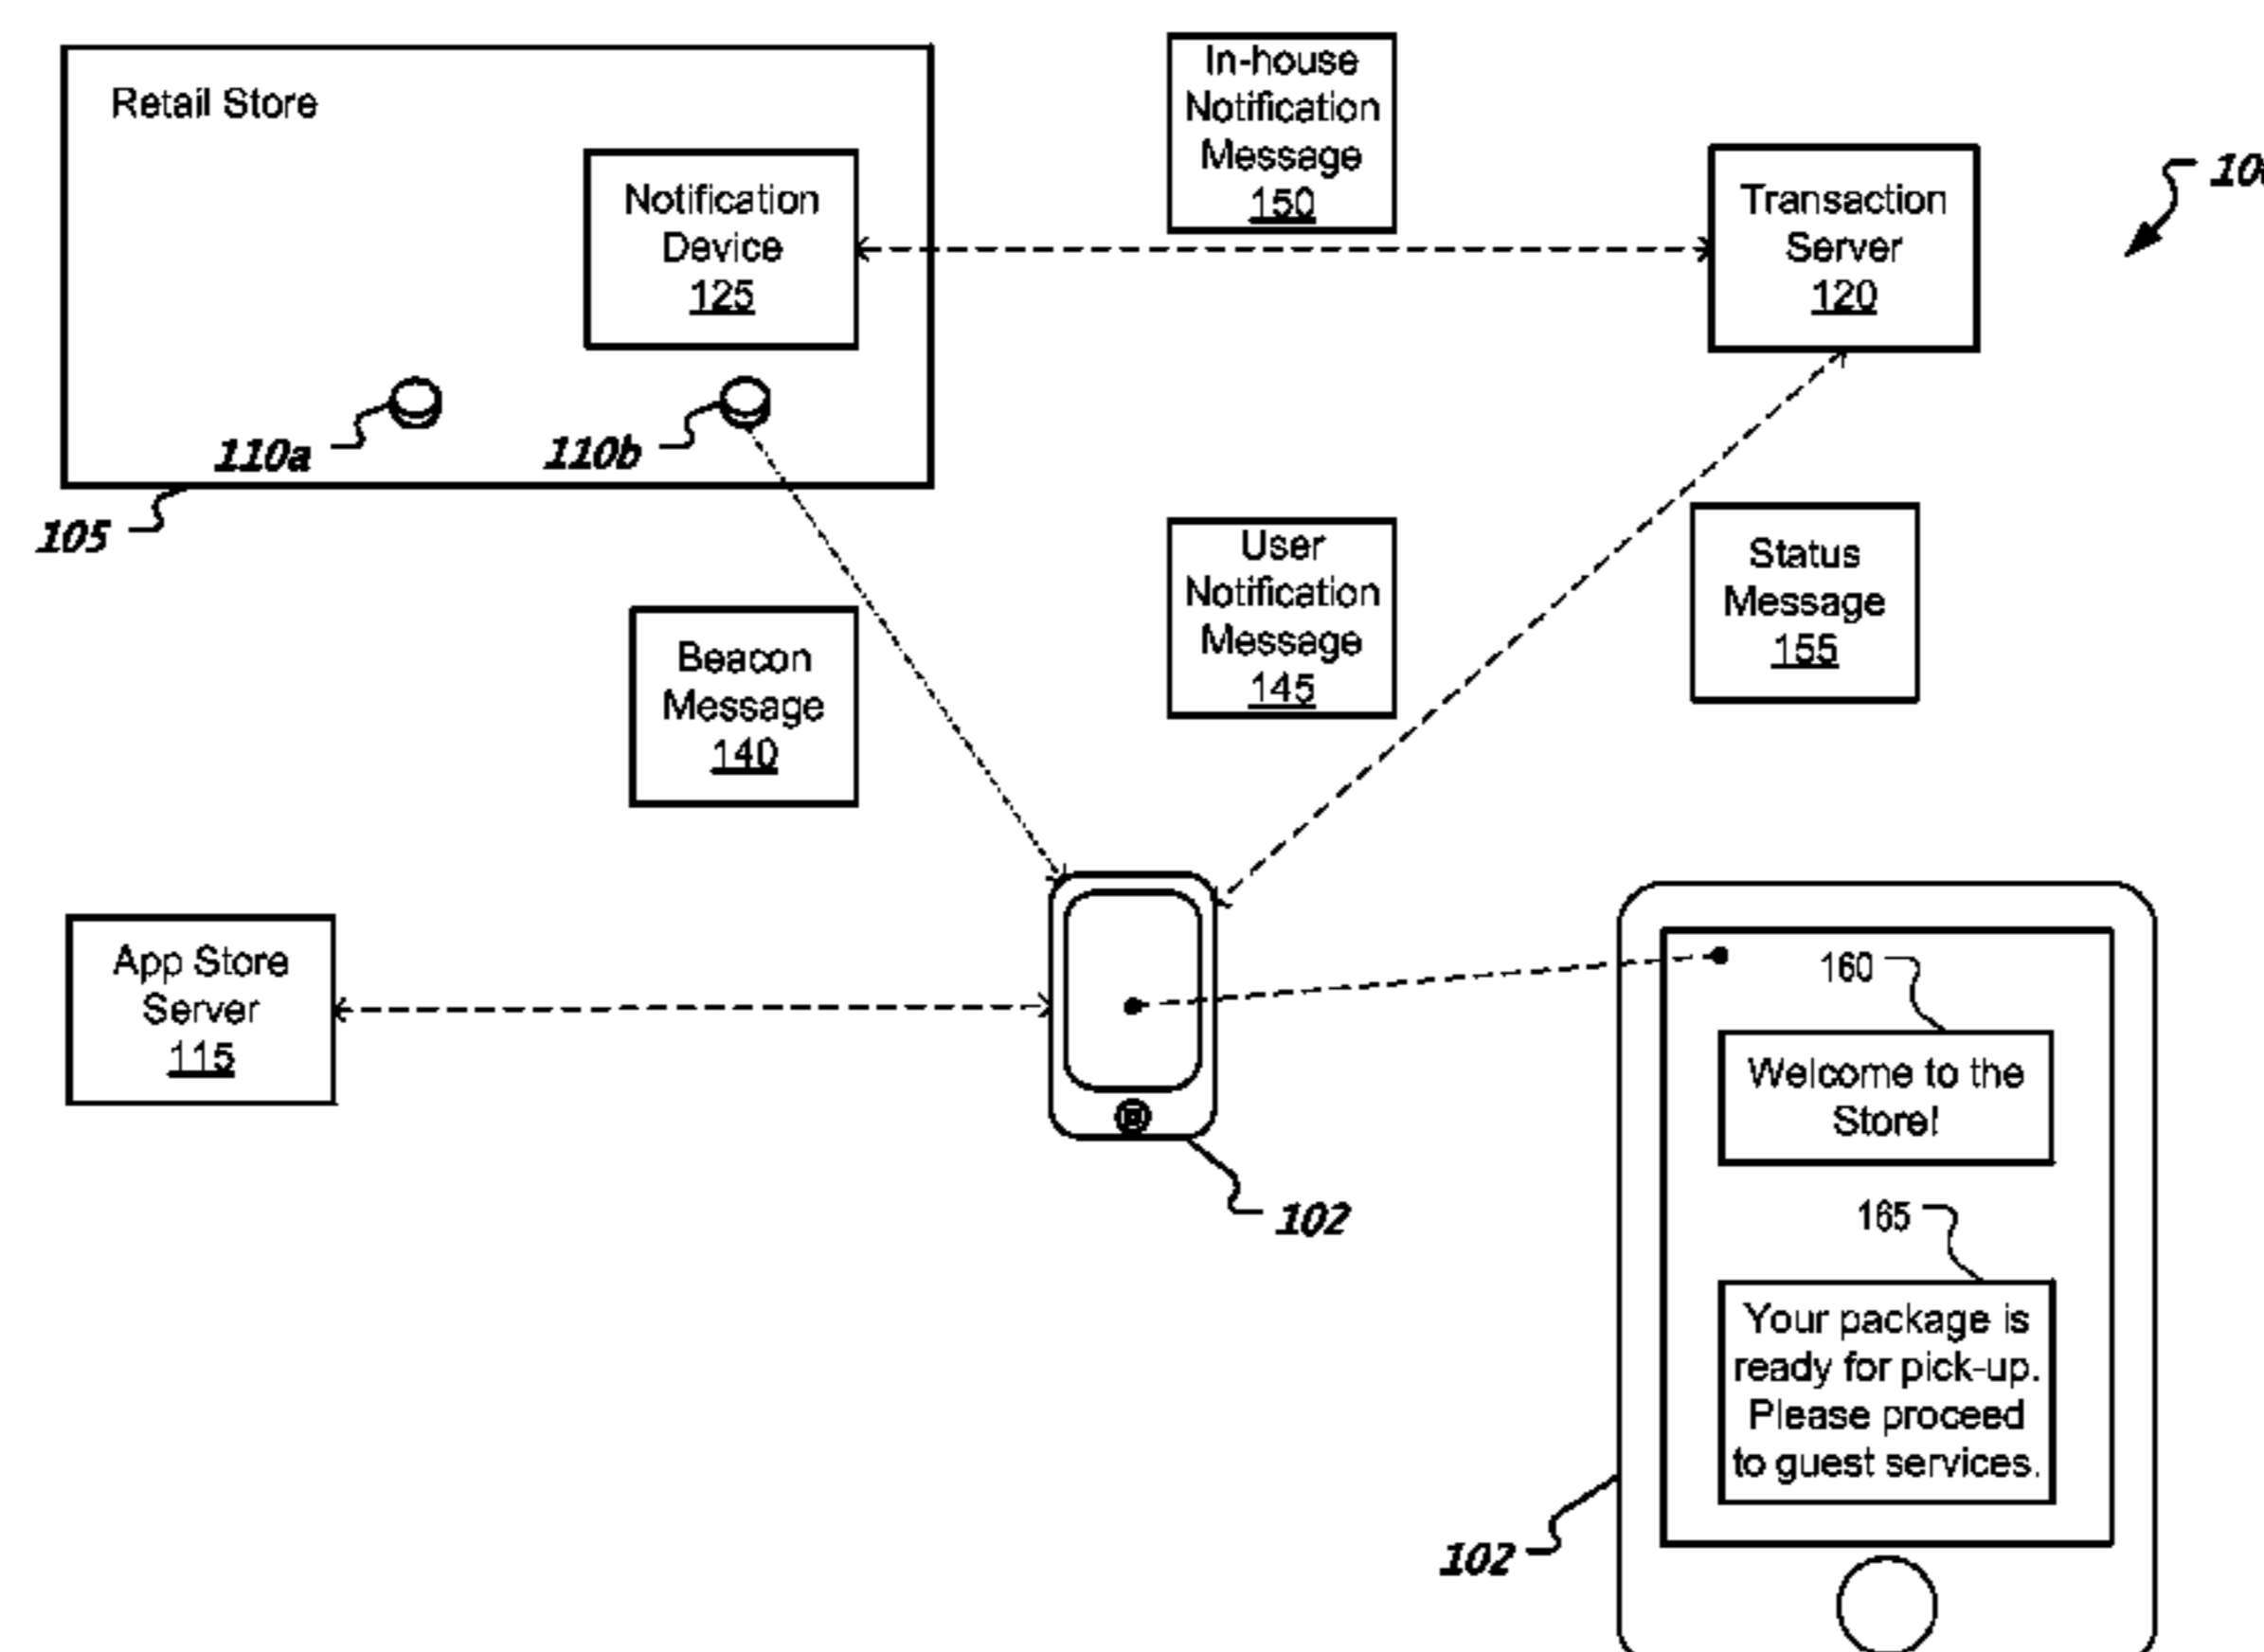 Retail Store
Notification
Device
125
110a
110b
105
In-house
Notification
Message
150
Transaction
Server
120
Beacon
Message
140
User
Notification
Message
145
Status
Message
155
App Store
Server
115
102
160
Welcome to the
Store!
165
Your package is
ready for pick-up.
Please proceed
to guest services.
102